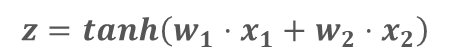 z = tanh(w₁ · x₁ + w₂ · x₂)